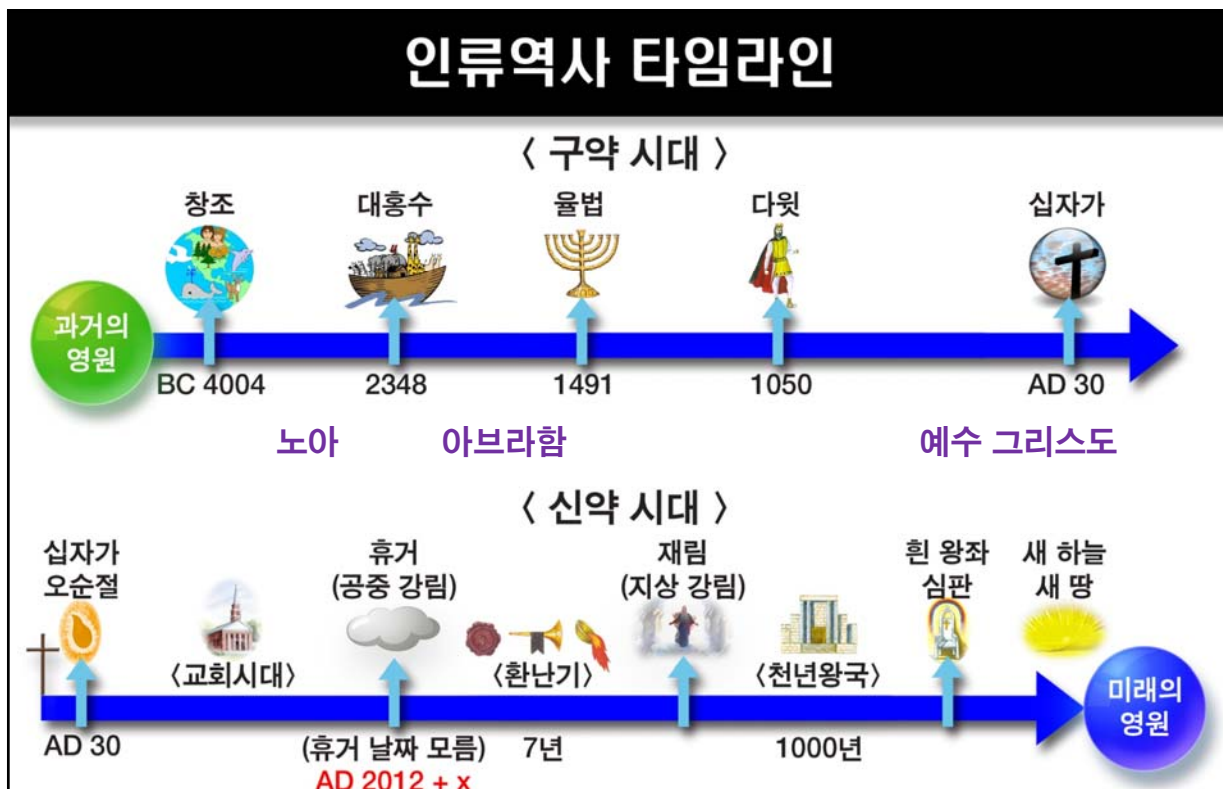 인류역사 타임라인
〈 구약 시대 〉
창조
대홍수
율법
다윗
십자가
과거의
영원
BC 4004
2348
1491
1050
AD 30
노아
아브라함
예수 그리스도
〈 신약 시대 〉
십자가
오순절
휴거
(공중 강림)
재림
(지상 강림)
흰 왕좌
심판
새 하늘
새 땅
〈교회시대〉
〈환난기〉
〈천년왕국〉
미래의
영원
AD 30
(휴거 날짜 모름)
7년
1000년
AD 2012 + x